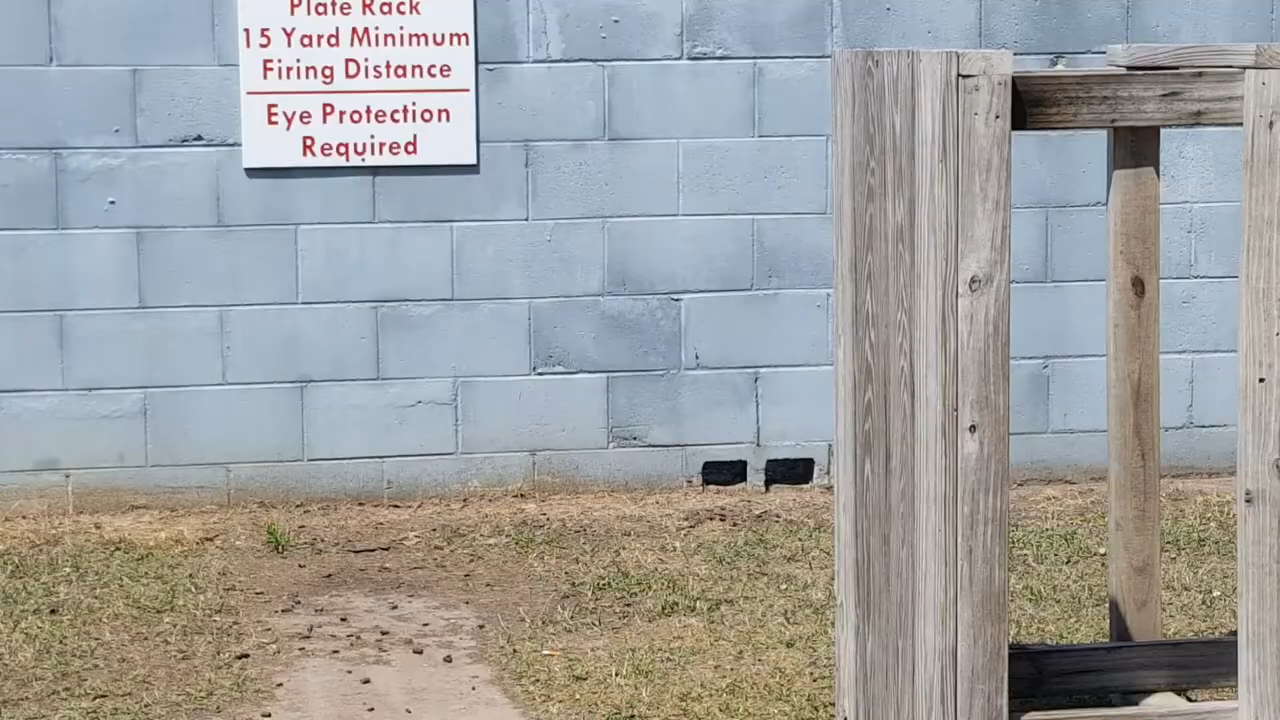 Plate Rack
15 Yard Minimum
Firing Distance
Eye Protection
Required